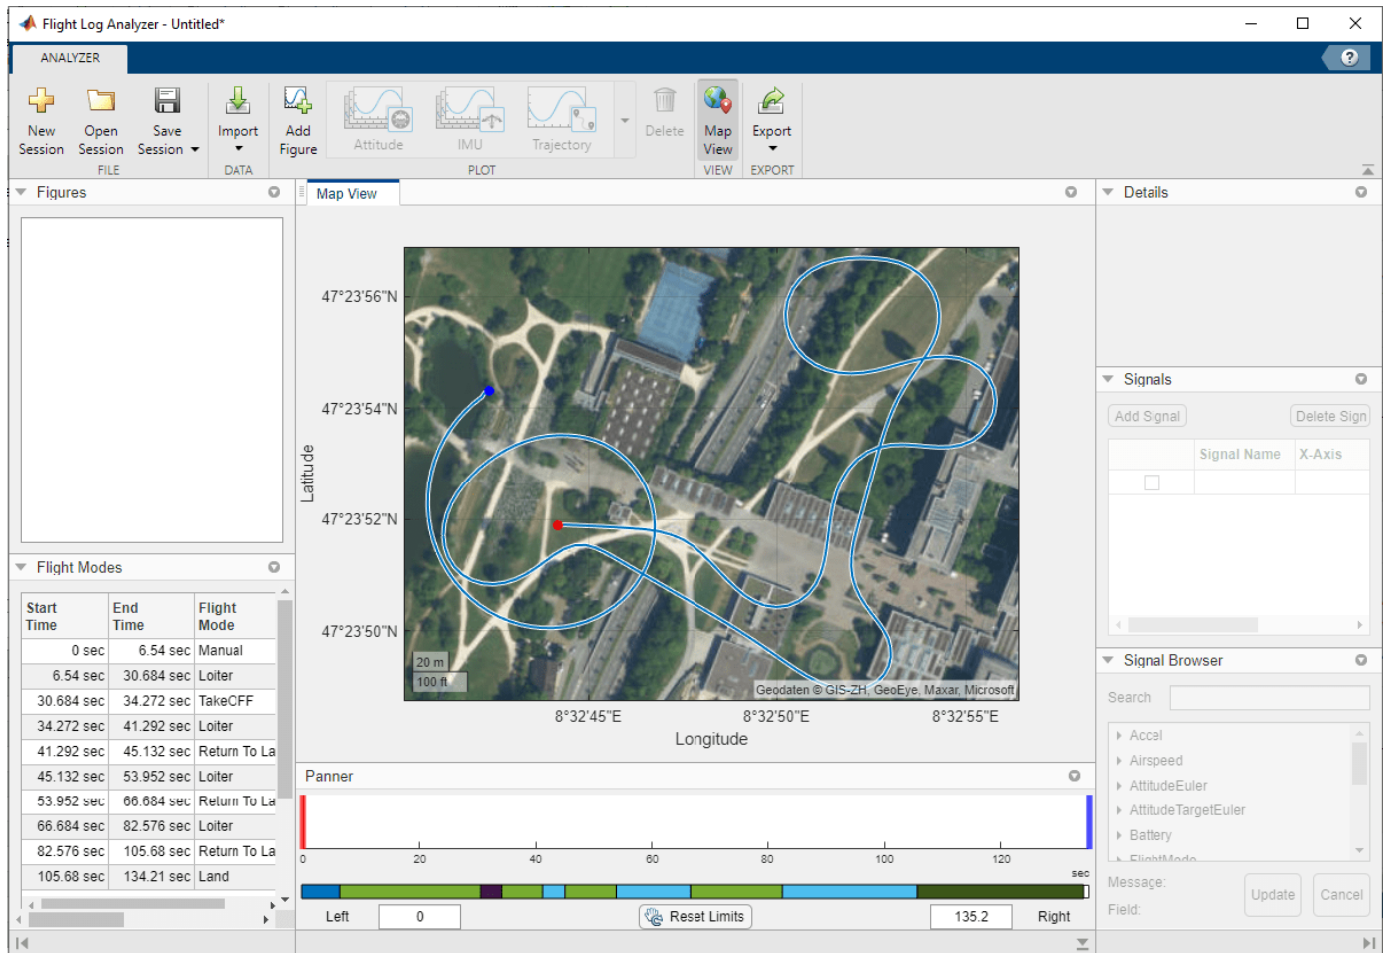 Flight Log Analyzer - Untitled*
ANALYZER
?
New Session
Open Session
Save Session
Import
Add Figure
Attitude
IMU
Trajectory
Delete
Map View
Export
FILE
DATA
PLOT
VIEW
EXPORT
Figures
Map View
Details
47°23'56"N
47°23'54"N
47°23'52"N
47°23'50"N
Latitude
20 m
100 ft
Geodaten © GIS-ZH, GeoEye, Maxar, Microsoft
8°32'45"E
8°32'50"E
8°32'55"E
Longitude
Signals
Add Signal
Delete Sign
Signal Name
X-Axis
Flight Modes
Start Time End Time Flight Mode
0 sec 6.54 sec Manual
6.54 sec 30.684 sec Loiter
30.684 sec 34.272 sec TakeOFF
34.272 sec 41.292 sec Loiter
41.292 sec 45.132 sec Return To La
45.132 sec 53.952 sec Loiter
53.952 sec 66.684 sec Return To La
66.684 sec 82.576 sec Loiter
82.576 sec 105.68 sec Return To La
105.68 sec 134.21 sec Land
Panner
0 20 40 60 80 100 120
sec
Left 0
Reset Limits
135.2 Right
Signal Browser
Search
Accel
Airspeed
AttitudeEuler
AttitudeTargetEuler
Battery
FlightMode
Message:
Field:
Update
Cancel